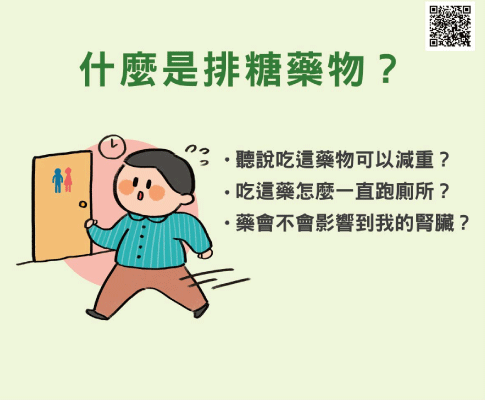 什麼是排糖藥物？
・聽說吃這藥物可以減重？
・吃這藥怎麼一直跑廁所？
・藥會不會影響到我的腎臟？